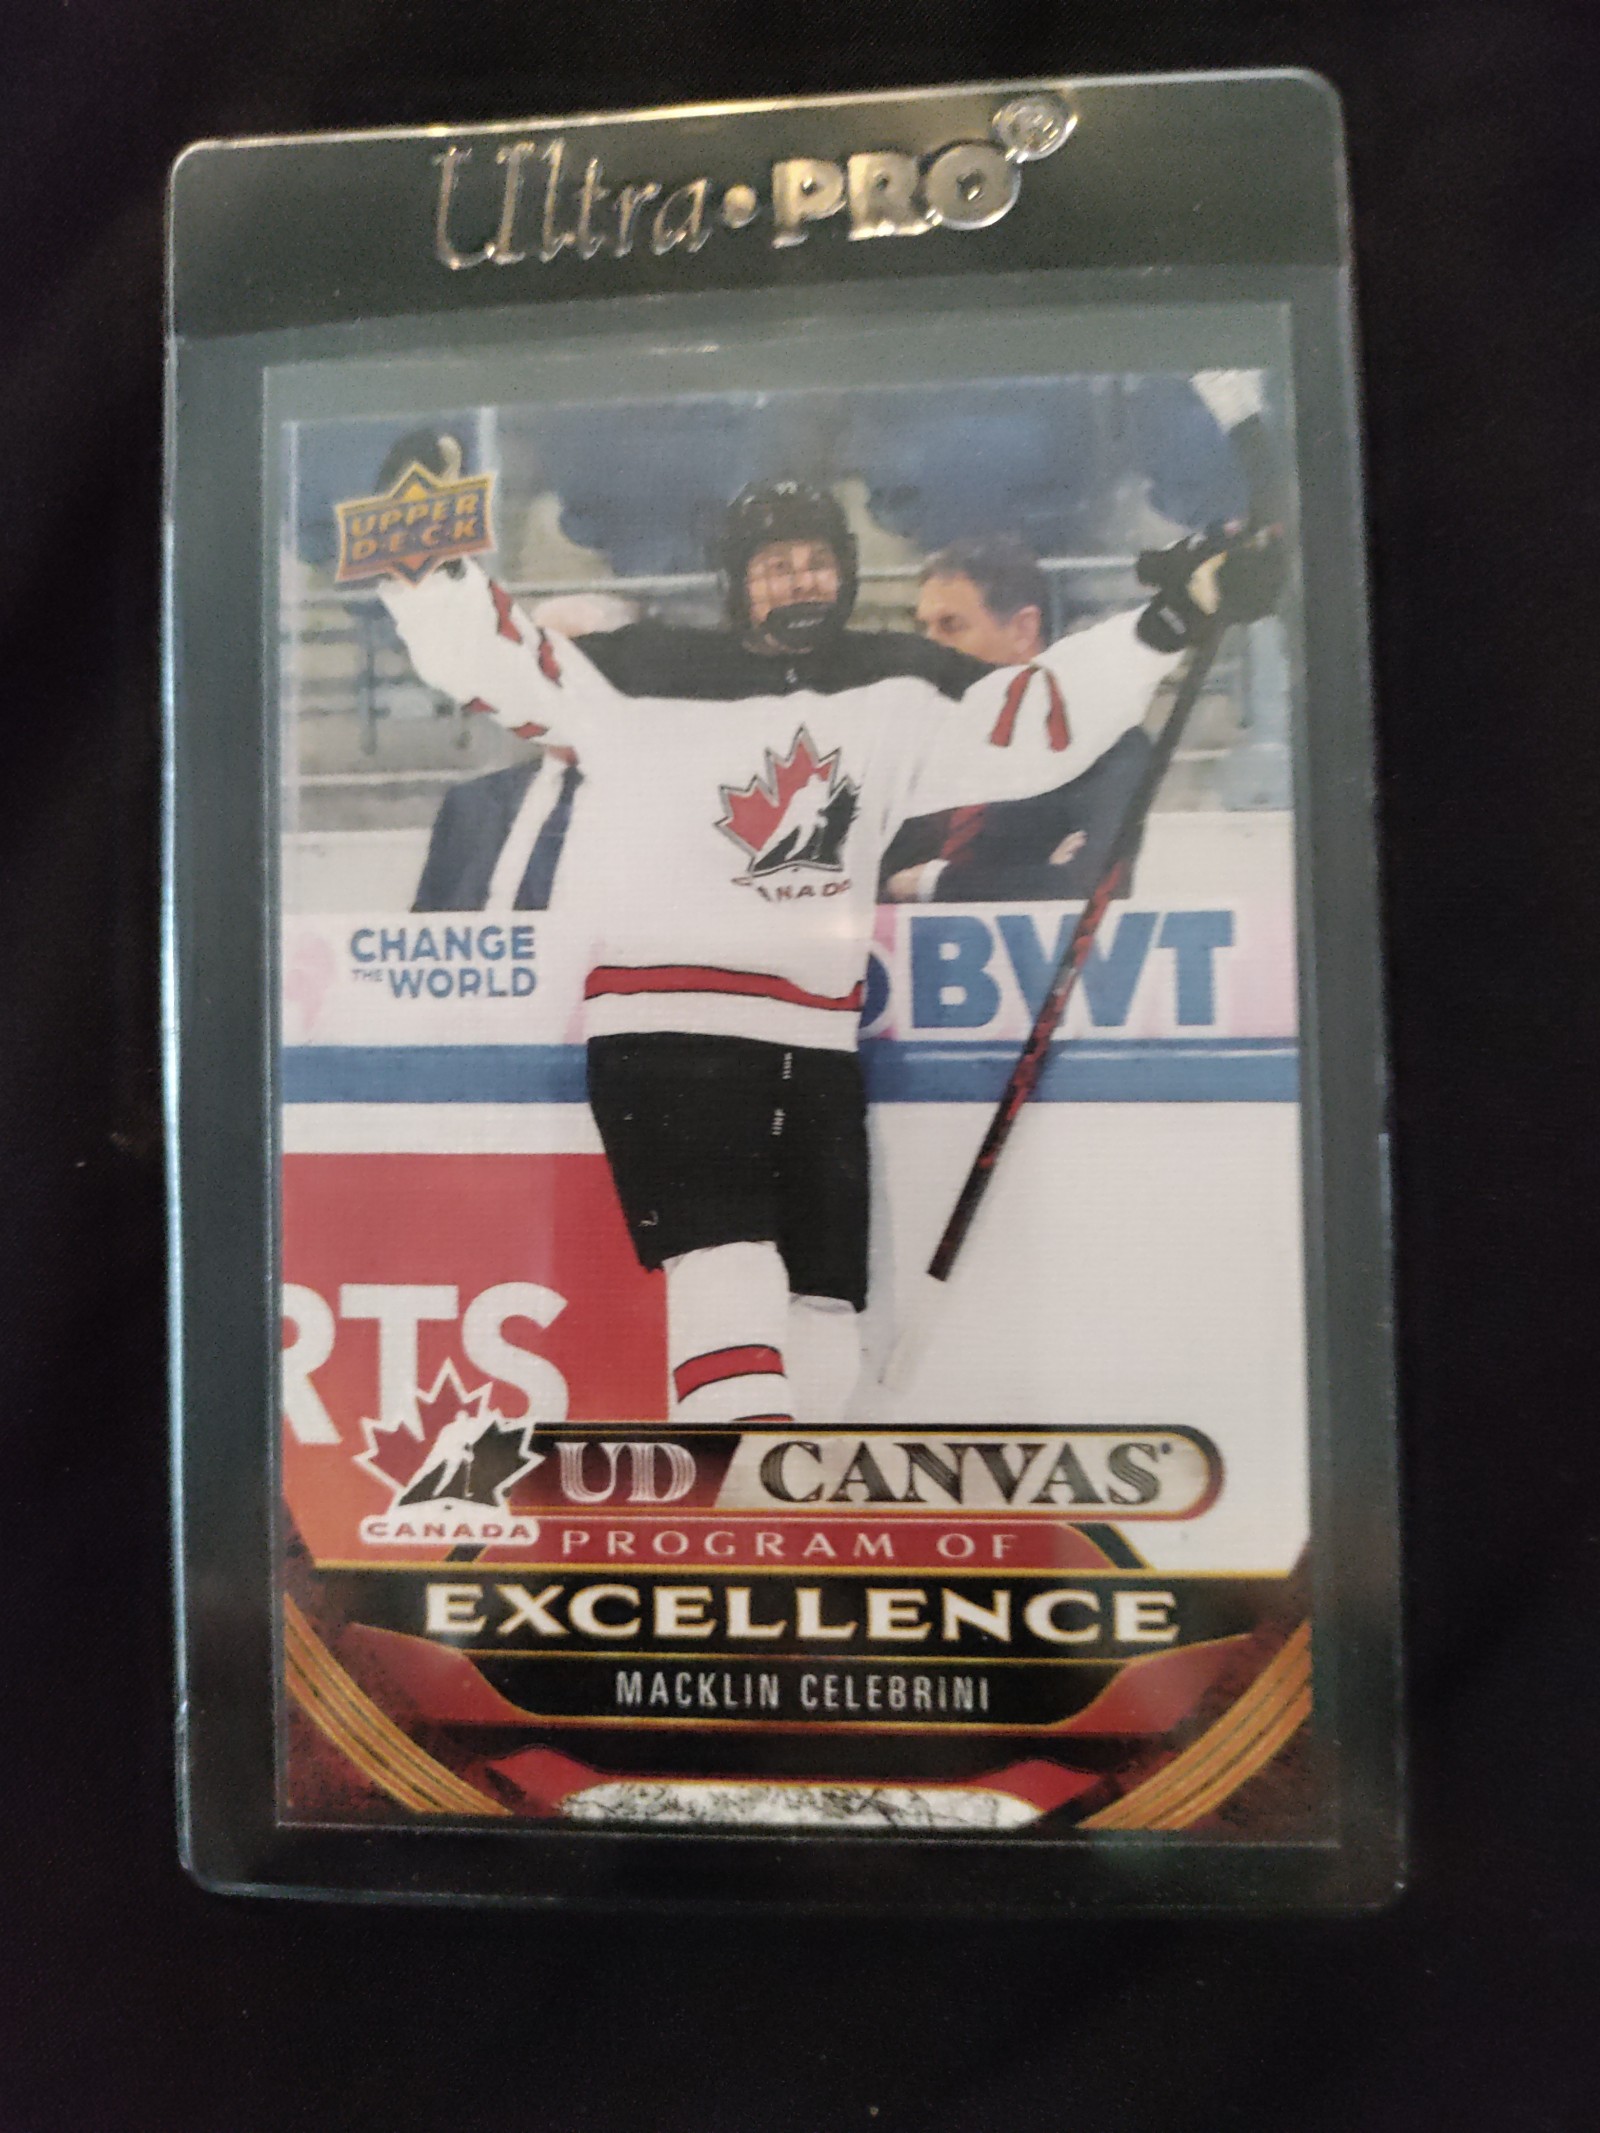 Ultra•PRO®
UPPER
DECK
CANADA
CHANGE
THE WORLD
BWT
RTS
UD CANVAS
CANADA
PROGRAM OF
EXCELLENCE
MACKLIN CELEBRINI